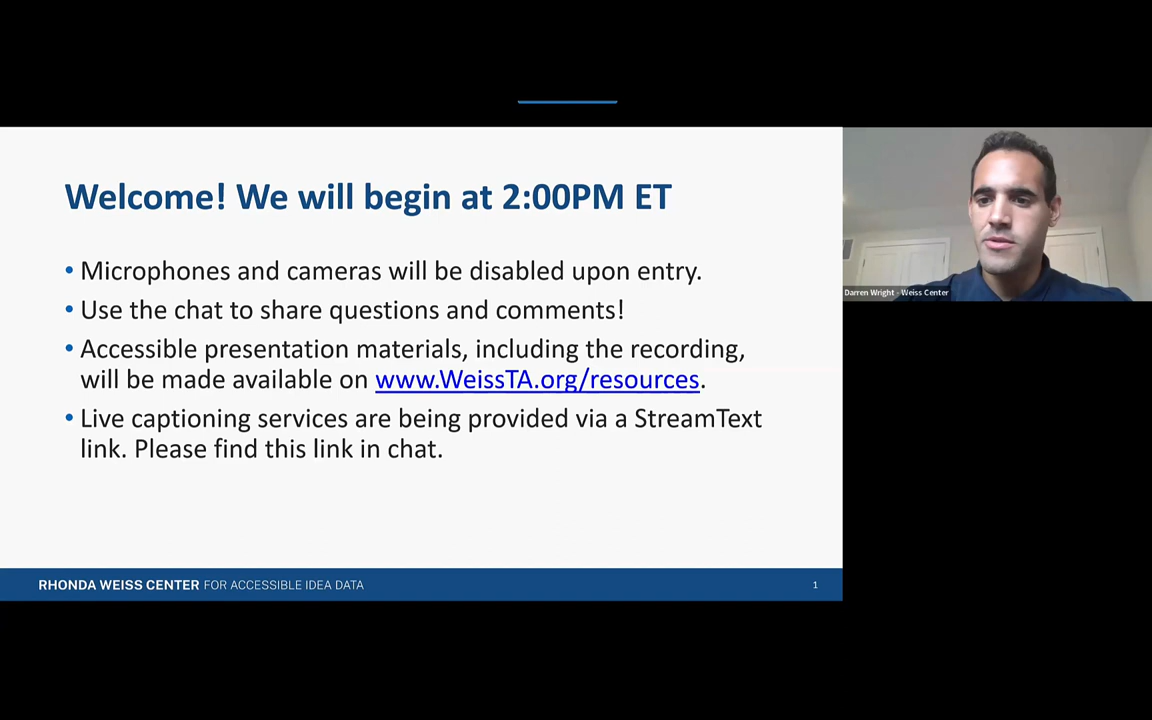 Welcome! We will begin at 2:00PM ET
• Microphones and cameras will be disabled upon entry.
• Use the chat to share questions and comments!
• Accessible presentation materials, including the recording,
will be made available on www.WeissTA.org/resources.
• Live captioning services are being provided via a StreamText
link. Please find this link in chat.
RHONDA WEISS CENTER FOR ACCESSIBLE IDEA DATA
1
Darren Wright - Weiss Center